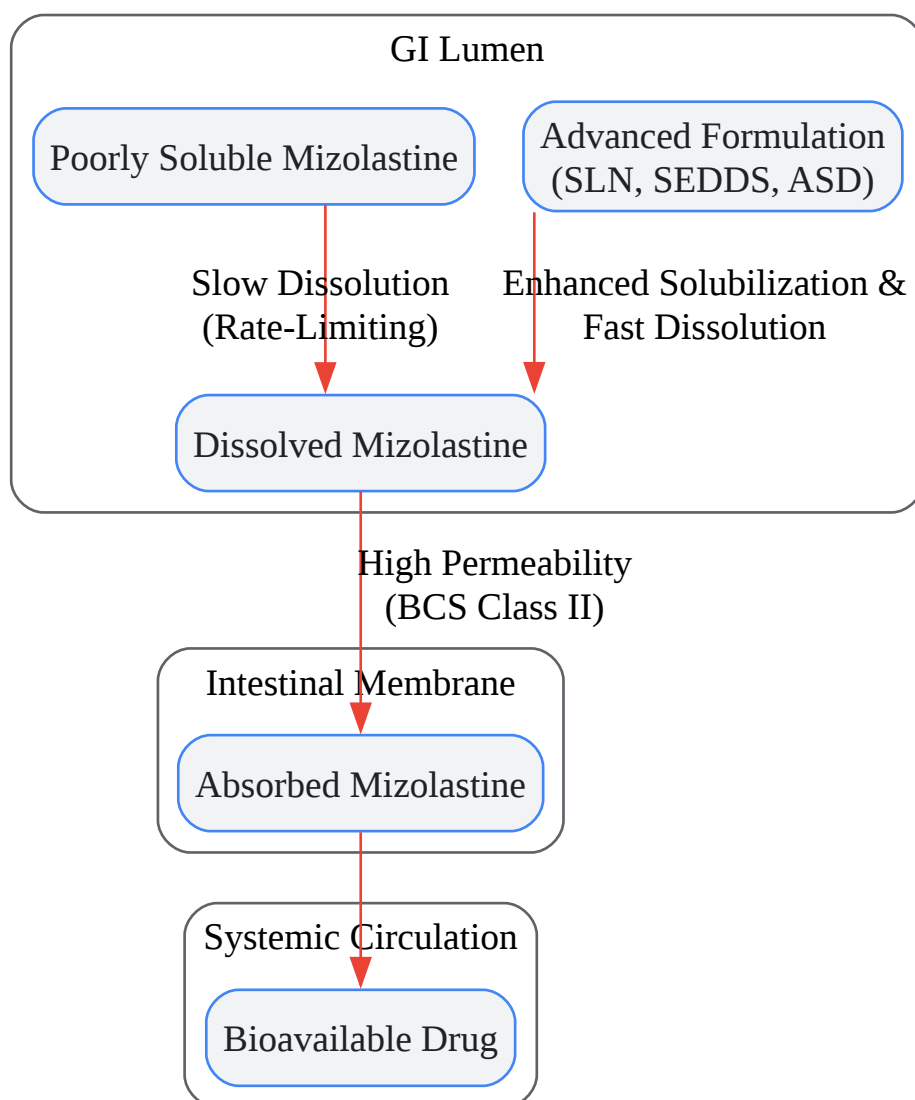 GI Lumen
Poorly Soluble Mizolastine
Advanced Formulation
(SLN, SEDDS, ASD)
Slow Dissolution
(Rate-Limiting)
Enhanced Solubilization &
Fast Dissolution
Dissolved Mizolastine
High Permeability
(BCS Class II)
Intestinal Membrane
Absorbed Mizolastine
Systemic Circulation
Bioavailable Drug